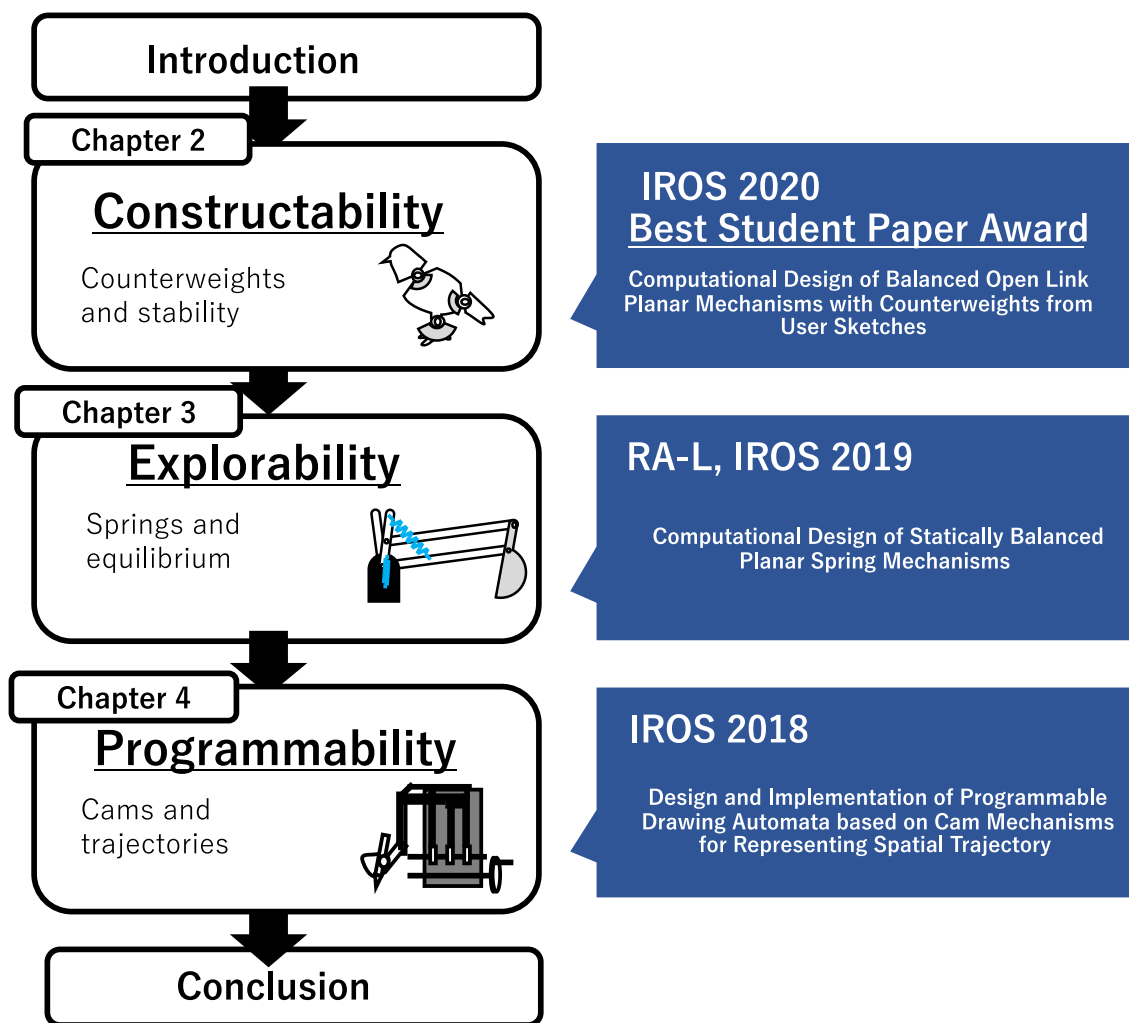 Introduction
Chapter 2
Constructability
Counterweights
and stability
IROS 2020
Best Student Paper Award
Computational Design of Balanced Open Link
Planar Mechanisms with Counterweights from
User Sketches
Chapter 3
Explorability
Springs and
equilibrium
RA-L, IROS 2019
Computational Design of Statically Balanced
Planar Spring Mechanisms
Chapter 4
Programmability
Cams and
trajectories
IROS 2018
Design and Implementation of Programmable
Drawing Automata based on Cam Mechanisms
for Representing Spatial Trajectory
Conclusion